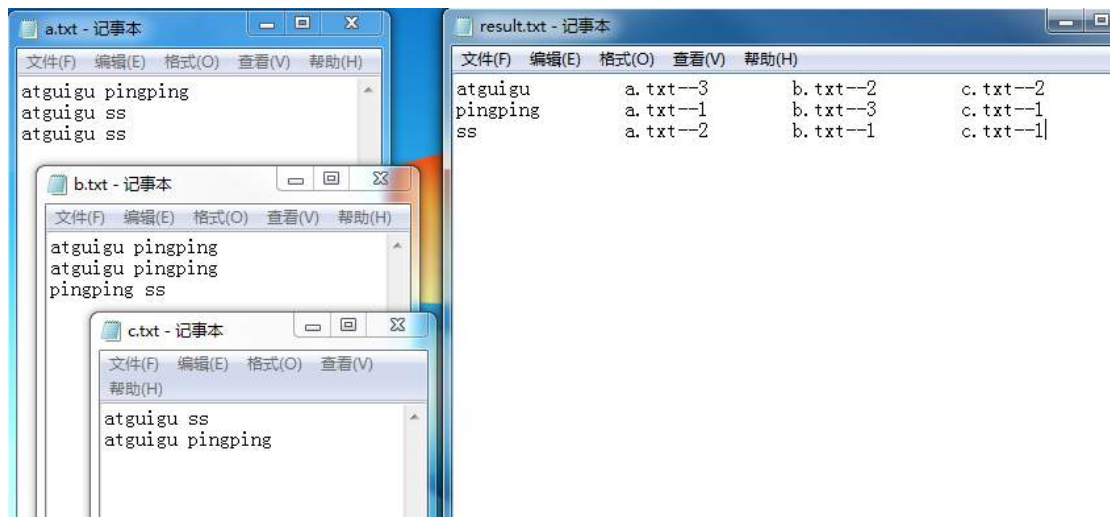 a.txt - 记事本
文件(F) 编辑(E) 格式(O) 查看(V) 帮助(H)
atguigu pingping
atguigu ss
atguigu ss
b.txt - 记事本
文件(F) 编辑(E) 格式(O) 查看(V) 帮助(H)
atguigu pingping
atguigu pingping
pingping ss
c.txt - 记事本
文件(F) 编辑(E) 格式(O) 查看(V)
帮助(H)
atguigu ss
atguigu pingping
result.txt - 记事本
文件(F) 编辑(E) 格式(O) 查看(V) 帮助(H)
atguigu a.txt--3 b.txt--2 c.txt--2
pingping a.txt--1 b.txt--3 c.txt--1
ss a.txt--2 b.txt--1 c.txt--1